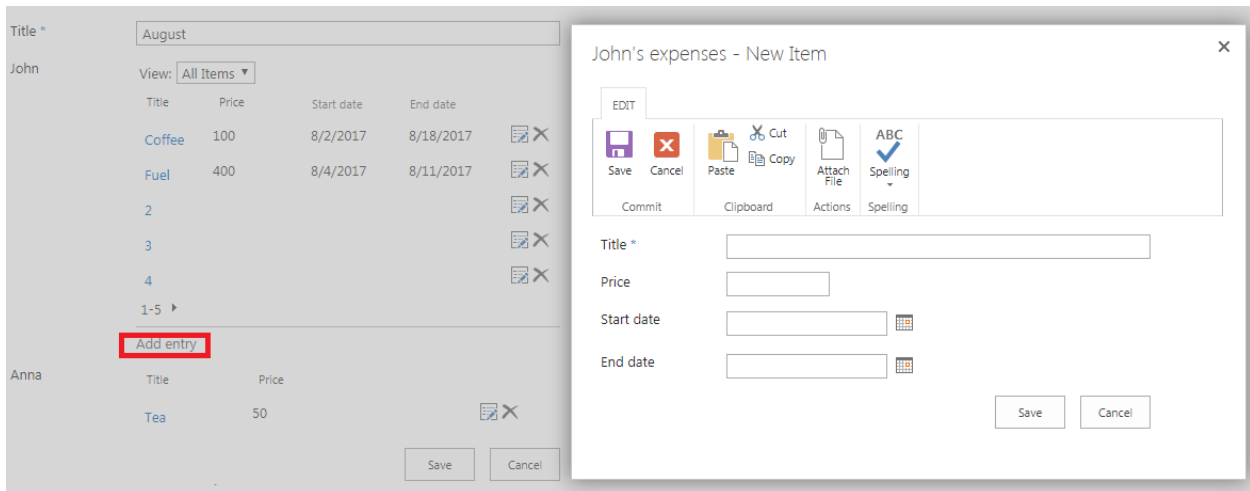 Title *
August
John
View: All Items
Title Price Start date End date
Coffee 100 8/2/2017 8/18/2017
Fuel 400 8/4/2017 8/11/2017
2
3
4
1-5
Add entry
Anna
Title Price
Tea 50
Save Cancel
John's expenses - New Item
EDIT
Save Cancel Paste Cut
Copy
Attach File
ABC
Spelling
Commit Clipboard Actions Spelling
Title *
Price
Start date
End date
Save Cancel